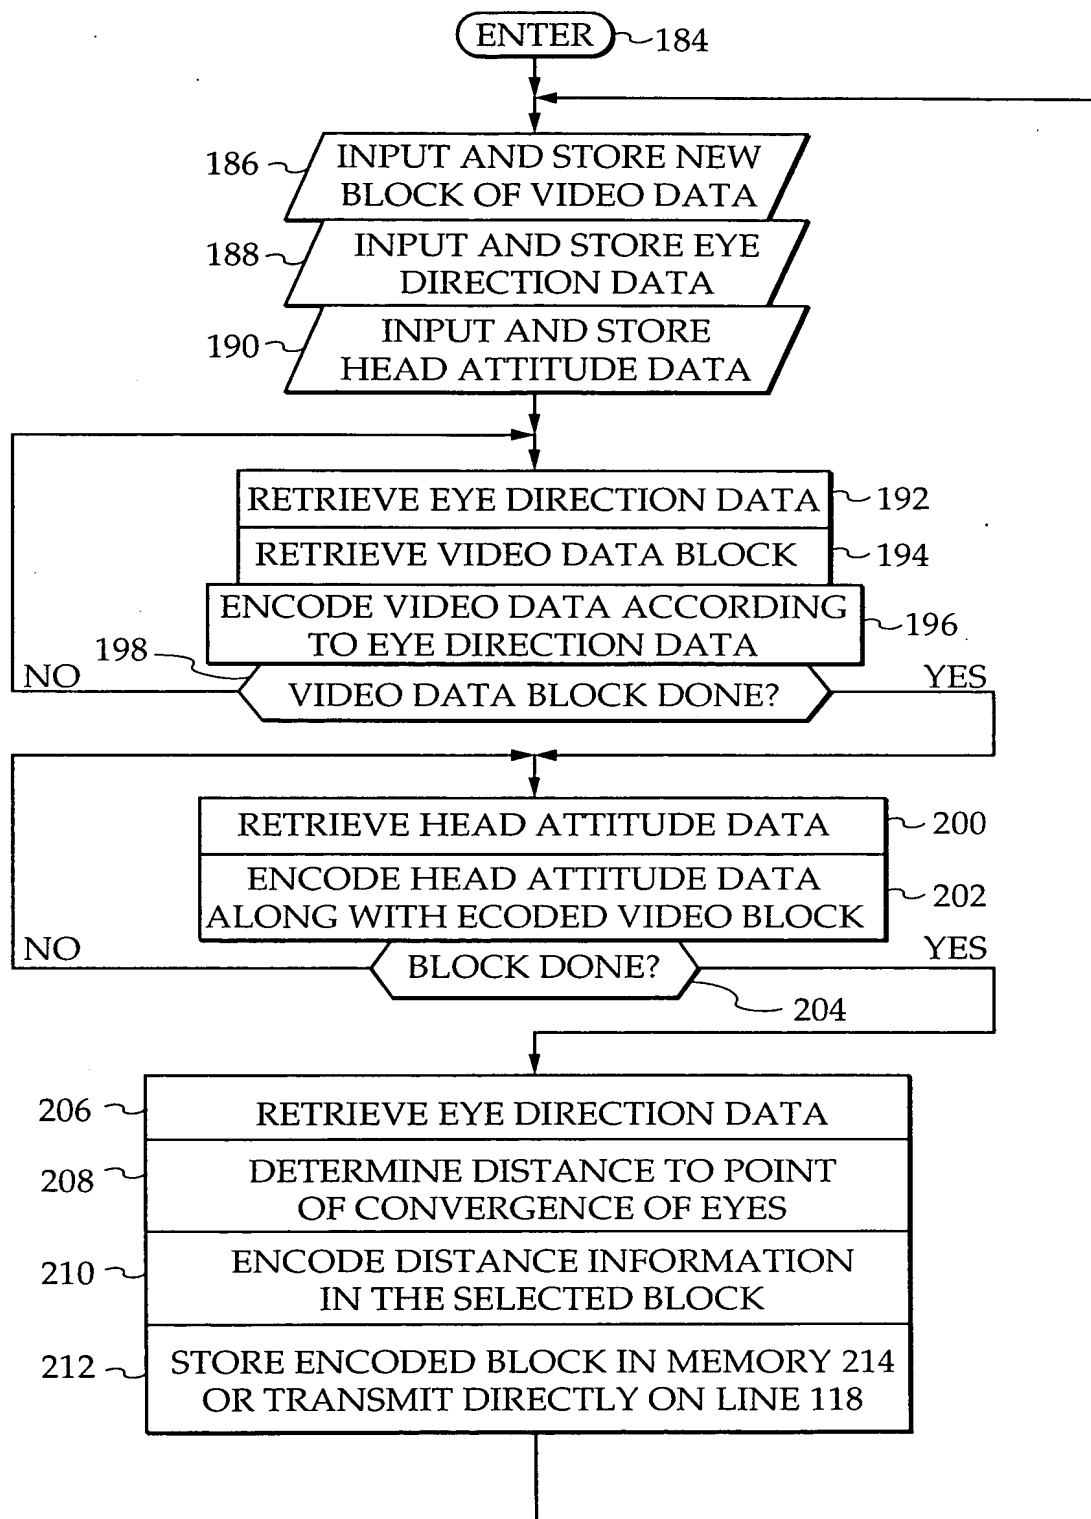 ENTER
184
186
INPUT AND STORE NEW
BLOCK OF VIDEO DATA
188
INPUT AND STORE EYE
DIRECTION DATA
190
INPUT AND STORE
HEAD ATTITUDE DATA
RETRIEVE EYE DIRECTION DATA
192
RETRIEVE VIDEO DATA BLOCK
194
ENCODE VIDEO DATA ACCORDING
TO EYE DIRECTION DATA
196
198
NO
VIDEO DATA BLOCK DONE?
YES
RETRIEVE HEAD ATTITUDE DATA
200
ENCODE HEAD ATTITUDE DATA
ALONG WITH ECODED VIDEO BLOCK
202
NO
BLOCK DONE?
YES
204
206
RETRIEVE EYE DIRECTION DATA
208
DETERMINE DISTANCE TO POINT
OF CONVERGENCE OF EYES
210
ENCODE DISTANCE INFORMATION
IN THE SELECTED BLOCK
212
STORE ENCODED BLOCK IN MEMORY 214
OR TRANSMIT DIRECTLY ON LINE 118